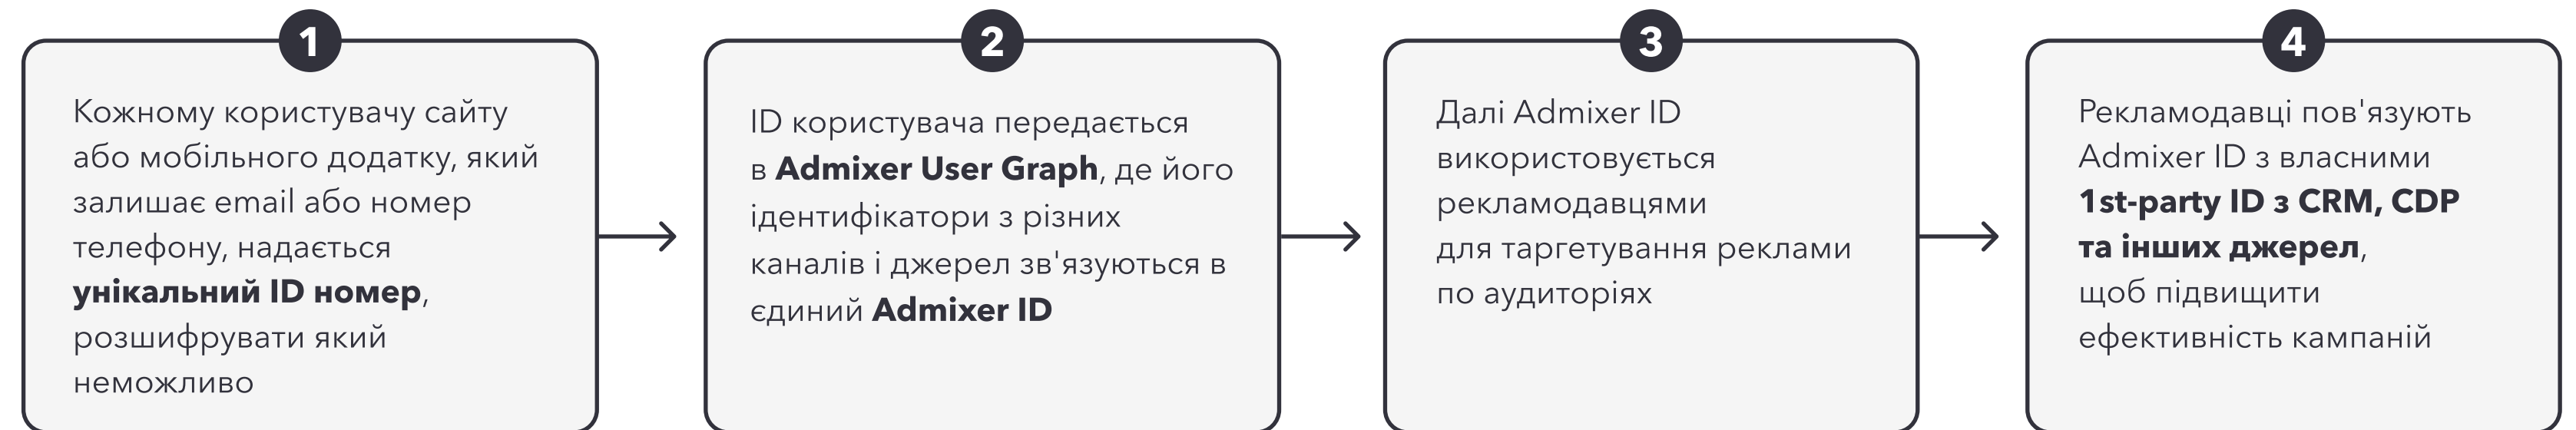 1
Кожному користувачу сайту
або мобільного додатку, який
залишає email або номер
телефону, надається
унікальний ID номер,
розшифрувати який
неможливо
2
ID користувача передається
в Admixer User Graph, де його
ідентифікатори з різних
каналів і джерел зв'язуються в
єдиний Admixer ID
3
Далі Admixer ID
використовується
рекламодавцями
для таргетування реклами
по аудиторіях
4
Рекламодавці пов'язують
Admixer ID з власними
1st-party ID з CRM, CDP
та інших джерел,
щоб підвищити
ефективність кампаній